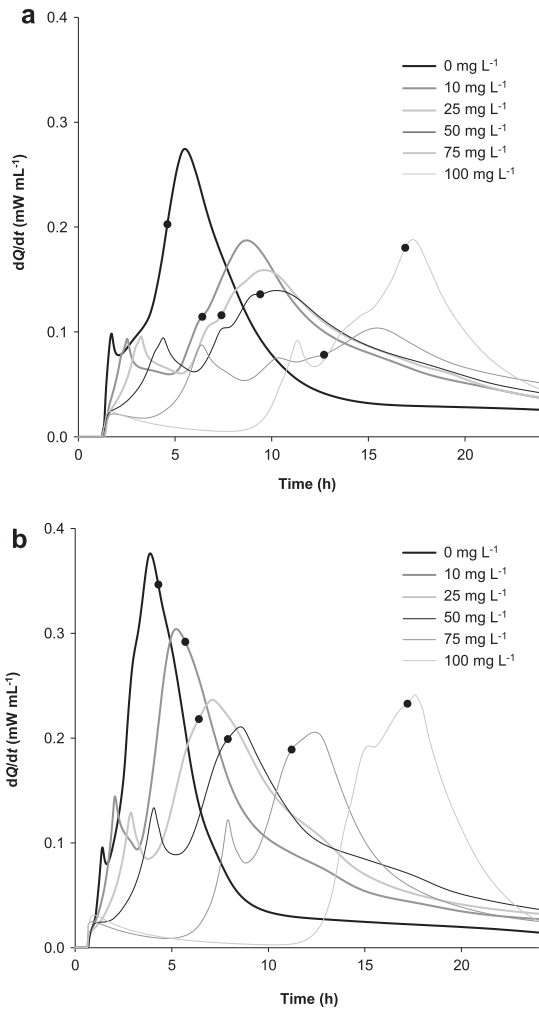 a
0.4
0.3
0.2
0.1
0.0
dQ/dt (mW mL-1)
0 mg L-1
10 mg L-1
25 mg L-1
50 mg L-1
75 mg L-1
100 mg L-1
0 5 10 15 20
Time (h)
b
0.4
0.3
0.2
0.1
0.0
dQ/dt (mW mL-1)
0 mg L-1
10 mg L-1
25 mg L-1
50 mg L-1
75 mg L-1
100 mg L-1
0 5 10 15 20
Time (h)